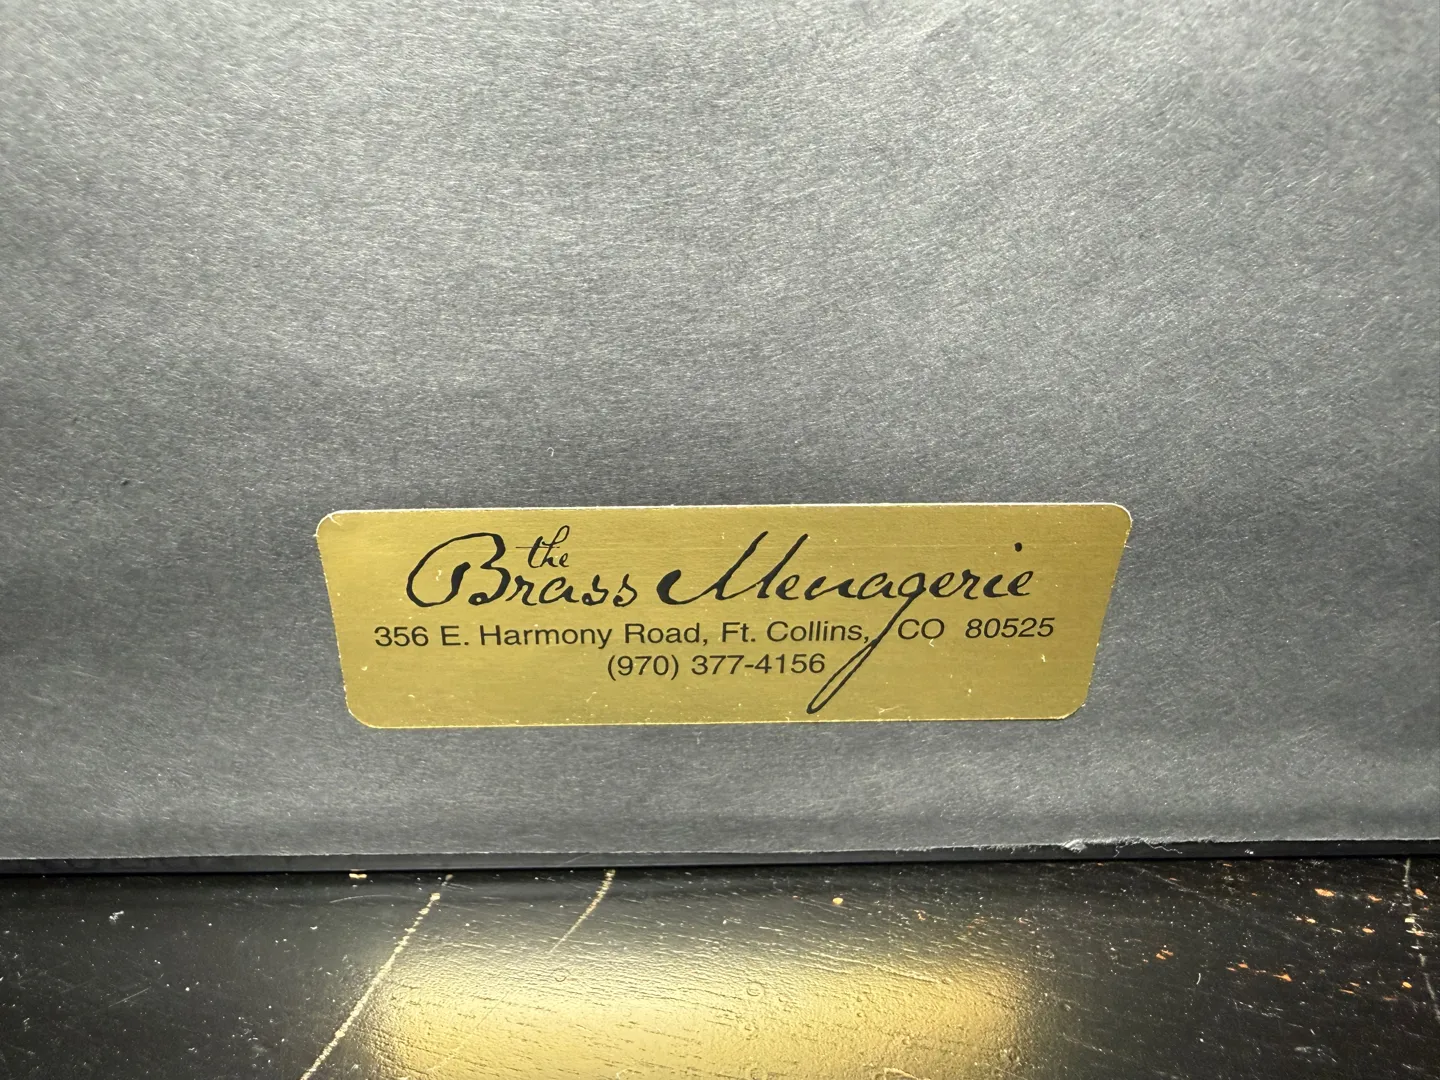 the
Brass Menagerie
356 E. Harmony Road, Ft. Collins, CO 80525
(970) 377-4156